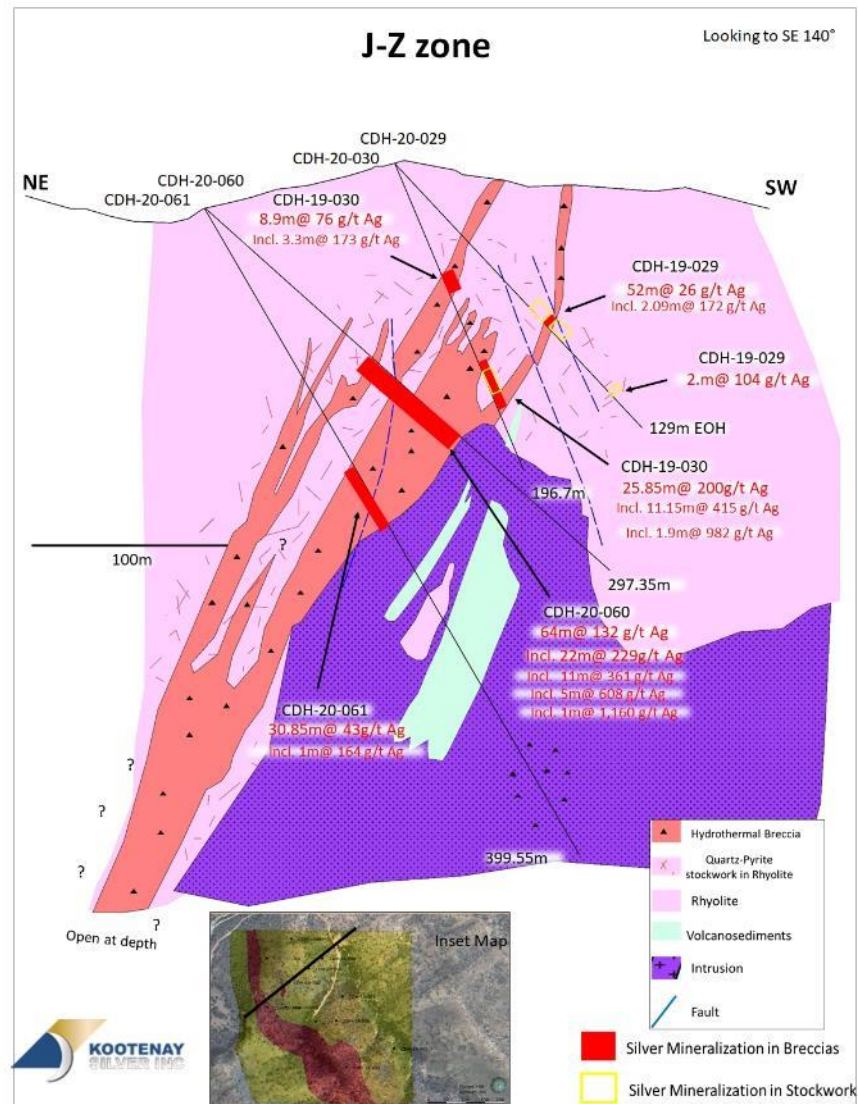 J-Z zone
Looking to SE 140°
CDH-20-029
CDH-20-030
CDH-20-060
CDH-20-061
NE
SW
CDH-19-030
8.9m@ 76 g/t Ag
Incl. 3.3m@ 173 g/t Ag
CDH-19-029
52m@ 26 g/t Ag
Incl. 2.09m@ 172 g/t Ag
CDH-19-029
2.m@ 104 g/t Ag
129m EOH
CDH-19-030
25.85m@ 200g/t Ag
Incl. 11.15m@ 415 g/t Ag
Incl. 1.9m@ 982 g/t Ag
196.7m
297.35m
100m
?
CDH-20-060
64m@ 132 g/t Ag
Incl. 22m@ 229g/t Ag
Incl. 11m@ 361 g/t Ag
Incl. 5m@ 608 g/t Ag
Incl. 1m@ 1,160 g/t Ag
CDH-20-061
30.85m@ 43g/t Ag
Incl. 1m@ 164 g/t Ag
?
?
?
?
399.55m
Open at depth
Inset Map
Hydrothermal Breccia
Quartz-Pyrite
stockwork in Rhyolite
Rhyolite
Volcanosediments
Intrusion
Fault
Silver Mineralization in Breccias
Silver Mineralization in Stockwork
KOOTENAY
SILVER INC